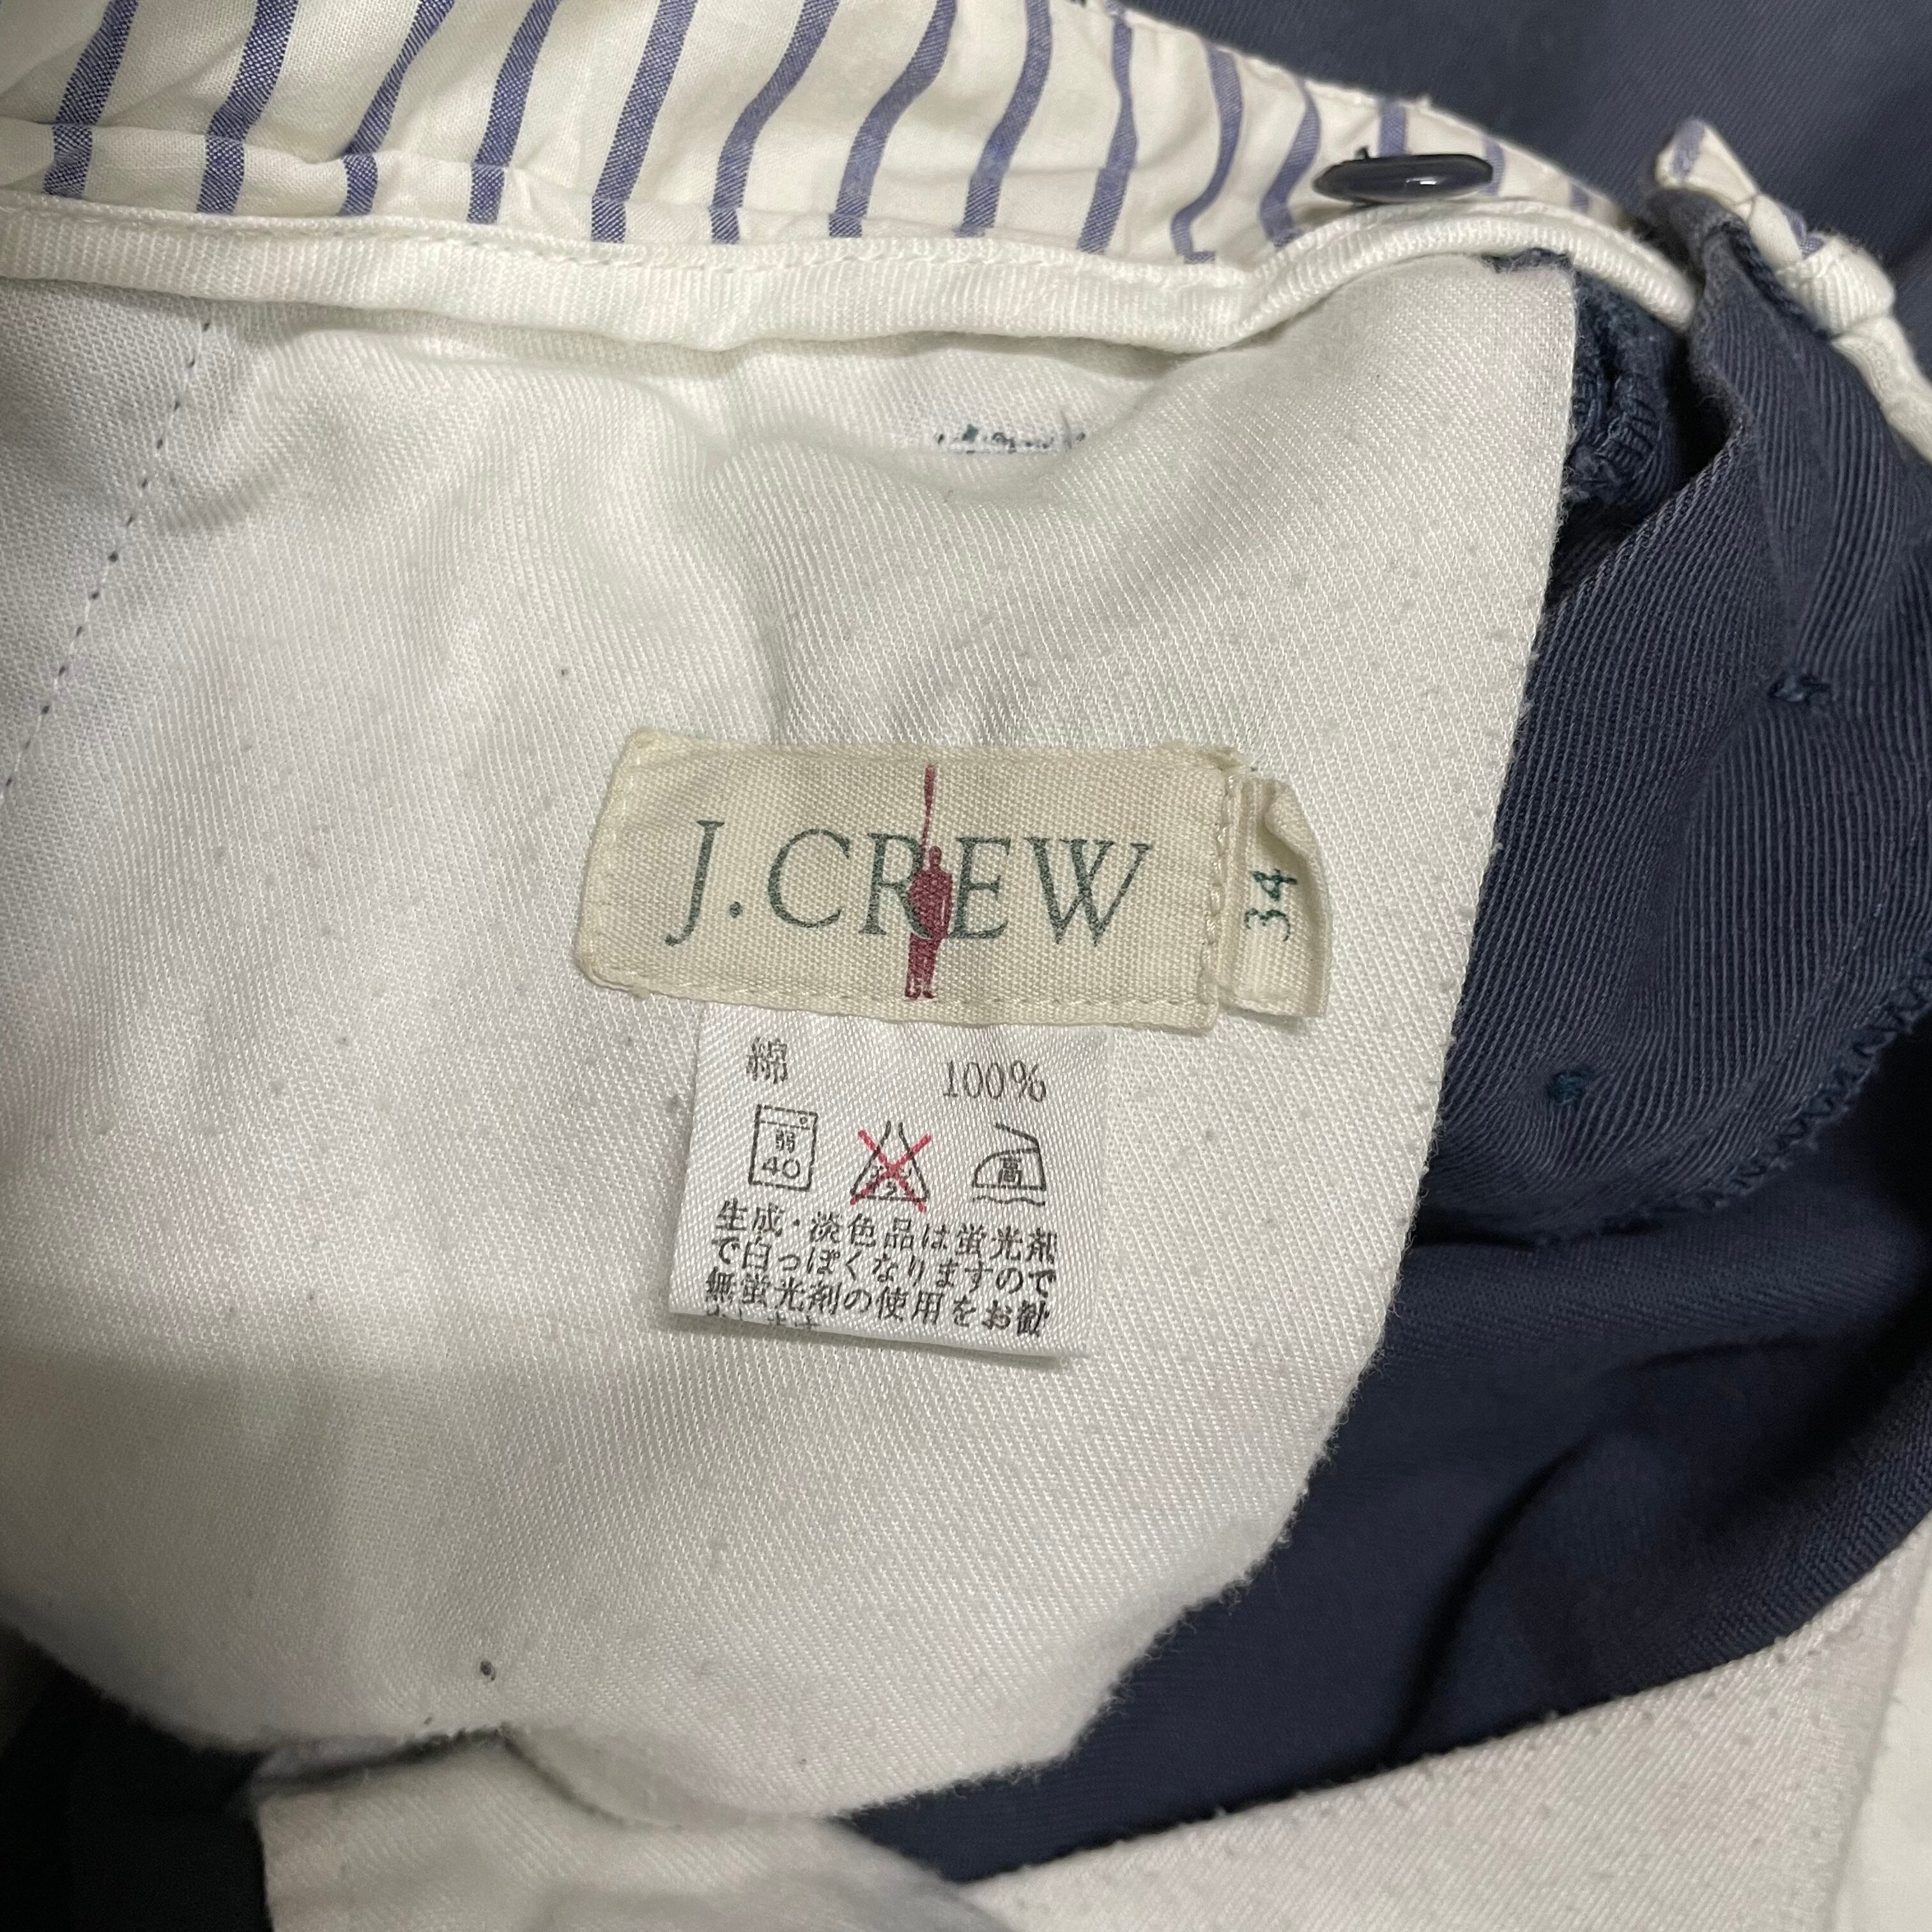 J.CREW
34
綿 100%
弱
40
高
生成・淡色品は蛍光剤
で白っぽくなりますので
無蛍光剤の使用をお勧